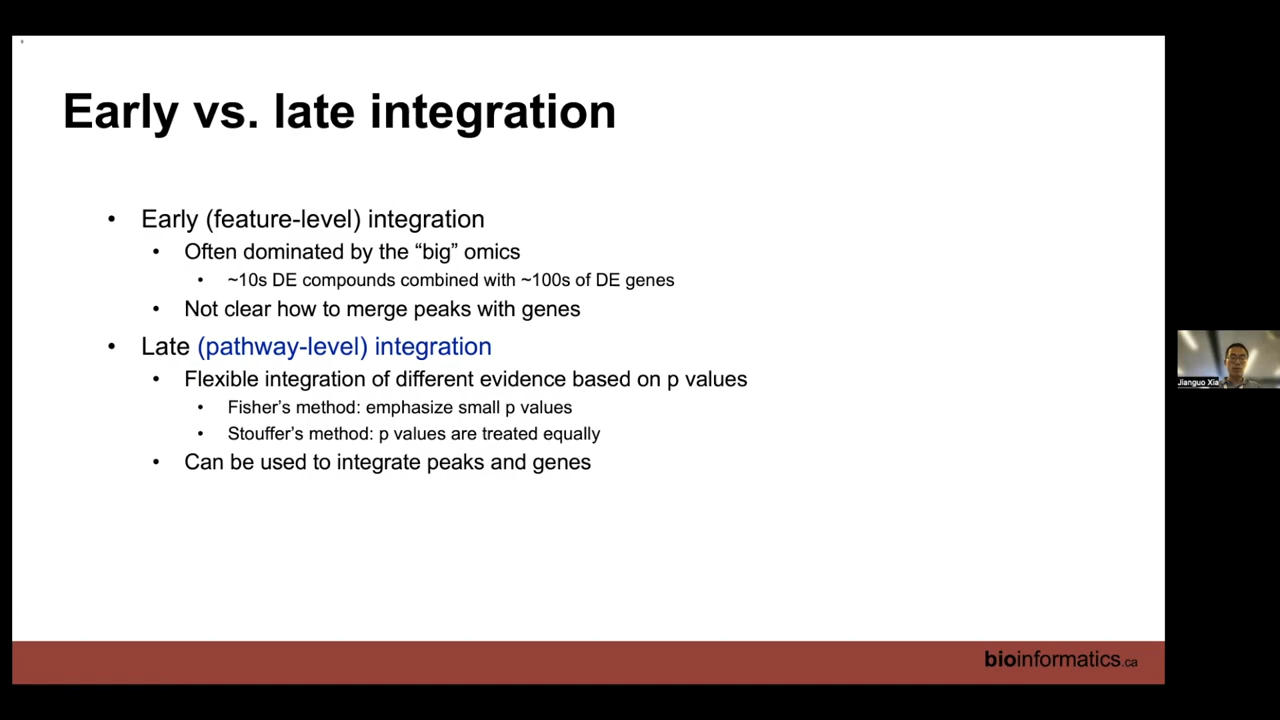 Early vs. late integration
• Early (feature-level) integration
• Often dominated by the “big” omics
• ~10s DE compounds combined with ~100s of DE genes
• Not clear how to merge peaks with genes
• Late (pathway-level) integration
• Flexible integration of different evidence based on p values
• Fisher’s method: emphasize small p values
• Stouffer’s method: p values are treated equally
• Can be used to integrate peaks and genes
Jianguo Xia
bioinformatics.ca